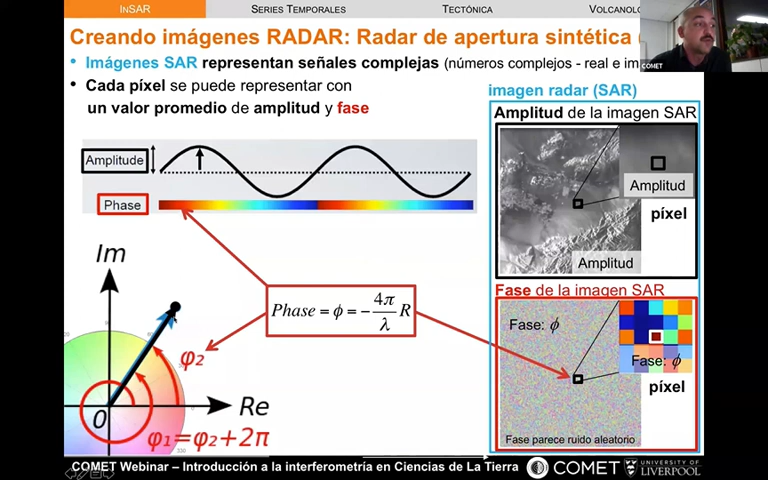 InSAR
Series Temporales
Tectónica
Volcanolo
Creando imágenes RADAR: Radar de apertura sintética (
• Imágenes SAR representan señales complejas (números complejos - real e im
• Cada píxel se puede representar con
un valor promedio de amplitud y fase
COMET
imagen radar (SAR)
Amplitud de la imagen SAR
Amplitud
píxel
Amplitud
Amplitude
Phase
Fase de la imagen SAR
Fase: ϕ
Fase: ϕ
píxel
Fase parece ruido aleatorio
Phase = ϕ = − 4π/λ R
Im
φ₂
0
Re
φ₁=φ₂+2π
COMET Webinar – Introducción a la interferometría en Ciencias de La Tierra
COMET
UNIVERSITY OF
LIVERPOOL